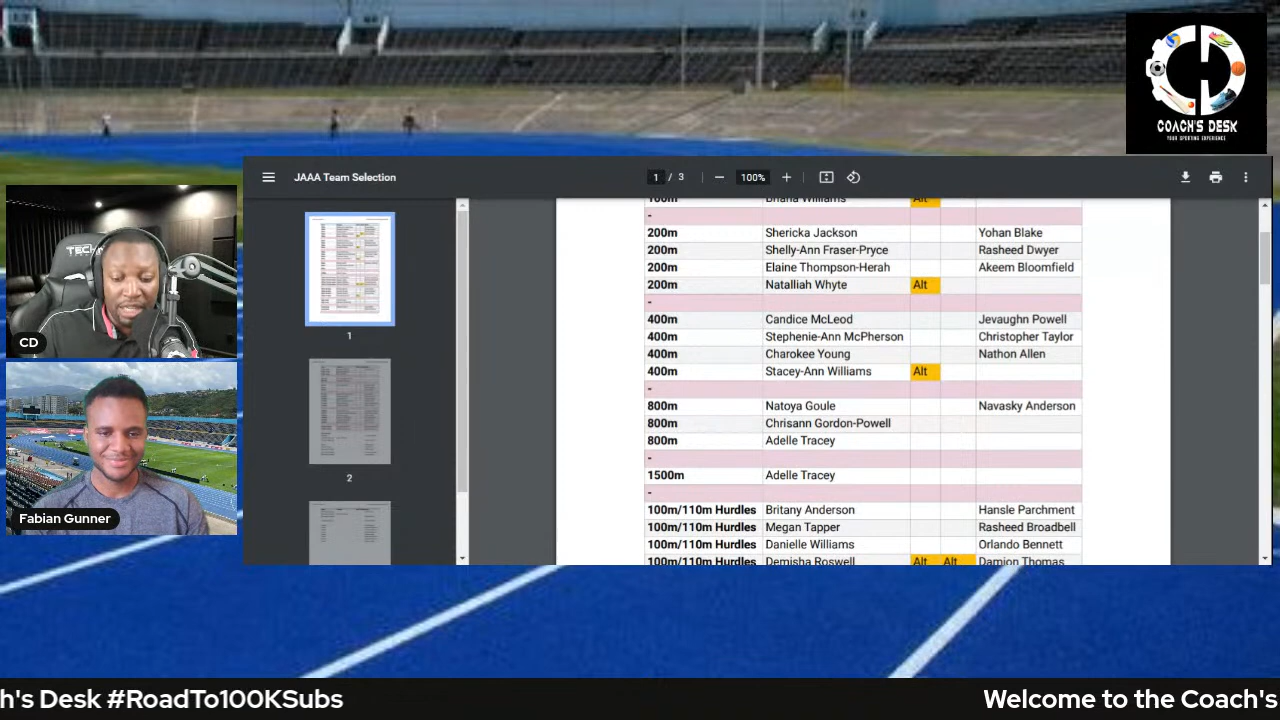 COACH'S DESK
YOUR SPORTING EXPERIENCE
JAAA Team Selection
1 / 3
100%
100m Briana Williams Alt
-
200m Shericka Jackson Yohan Blake
200m Shelly-Ann Fraser-Pryce Rasheed Dwyer
200m Elaine Thompson-Herah Akeem Bloomfield
200m Natalliah Whyte Alt
-
400m Candice McLeod Jevaughn Powell
400m Stephenie-Ann McPherson Christopher Taylor
400m Charokee Young Nathon Allen
400m Stacey-Ann Williams Alt
-
800m Natoya Goule Navasky Anderson
800m Chrisann Gordon-Powell
800m Adelle Tracey
-
1500m Adelle Tracey
-
100m/110m Hurdles Britany Anderson Hansle Parchment
100m/110m Hurdles Megan Tapper Rasheed Broadbell
100m/110m Hurdles Danielle Williams Orlando Bennett
100m/110m Hurdles Demisha Roswell Alt Alt Damion Thomas
1
2
CD
Fabian Gunner
h's Desk #RoadTo100KSubs
Welcome to the Coach's